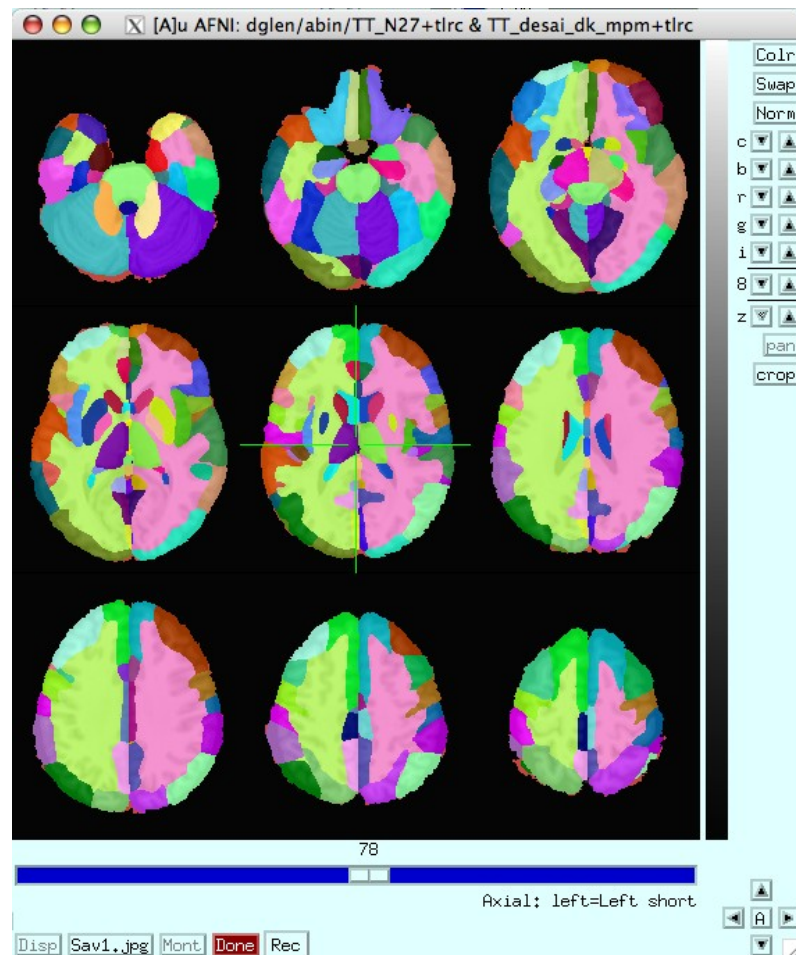 [A]u AFNI: dglen/abin/TT_N27+tlrc & TT_desai_dk_mpm+tlrc
Colr
Swap
Norm
c
b
r
g
i
8
z
pan
crop
78
Axial: left=Left short
A
Disp Sav1.jpg Mont Done Rec